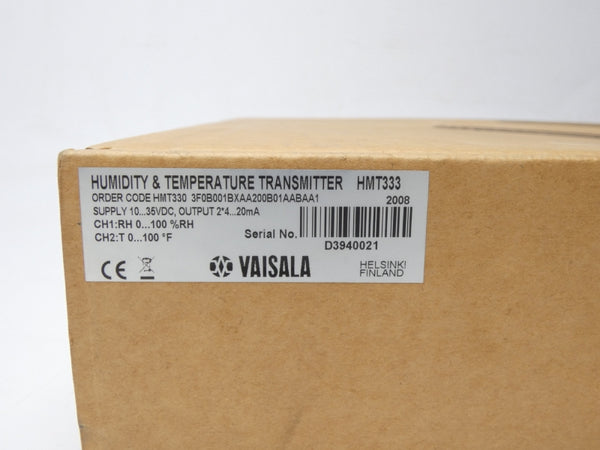 HUMIDITY & TEMPERATURE TRANSMITTER HMT333
ORDER CODE HMT330 3F0B001BXAA200B01AABAA1 2008
SUPPLY 10...35VDC, OUTPUT 2*4...20mA
CH1:RH 0...100 %RH
CH2:T 0...100 °F
Serial No.
D3940021
CE
VAISALA
HELSINKI
FINLAND